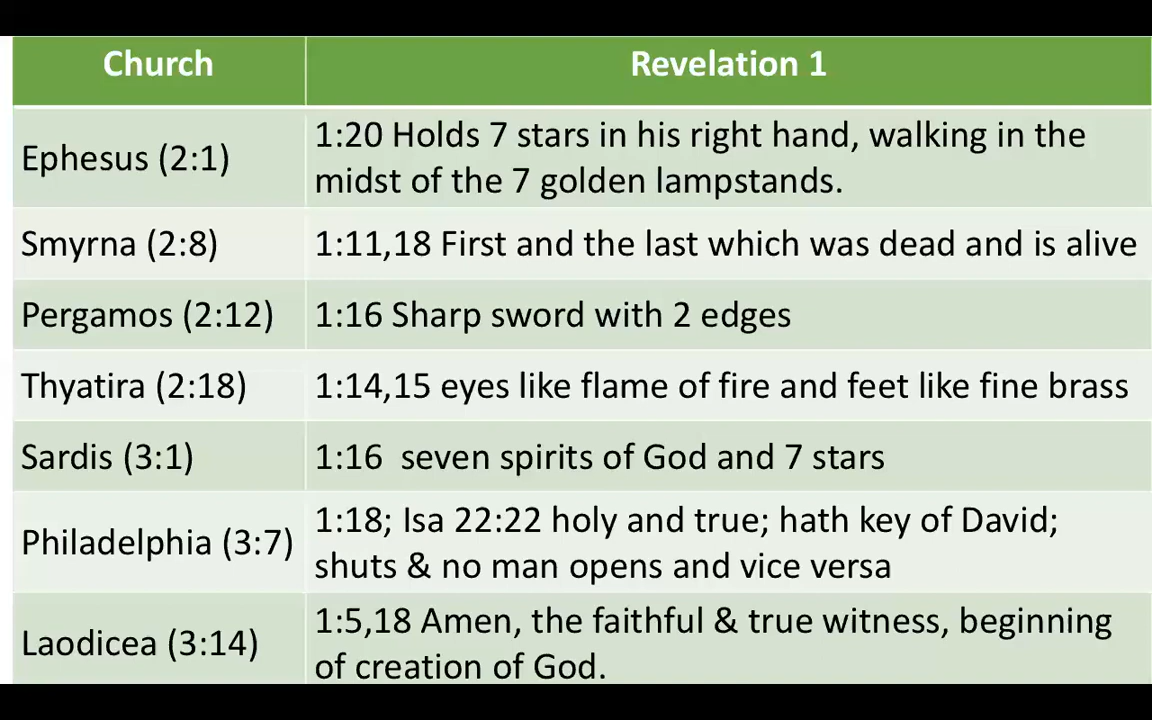 Church
Revelation 1
Ephesus (2:1)
1:20 Holds 7 stars in his right hand, walking in the
midst of the 7 golden lampstands.
Smyrna (2:8)
1:11,18 First and the last which was dead and is alive
Pergamos (2:12)
1:16 Sharp sword with 2 edges
Thyatira (2:18)
1:14,15 eyes like flame of fire and feet like fine brass
Sardis (3:1)
1:16  seven spirits of God and 7 stars
Philadelphia (3:7)
1:18; Isa 22:22 holy and true; hath key of David;
shuts & no man opens and vice versa
Laodicea (3:14)
1:5,18 Amen, the faithful & true witness, beginning
of creation of God.